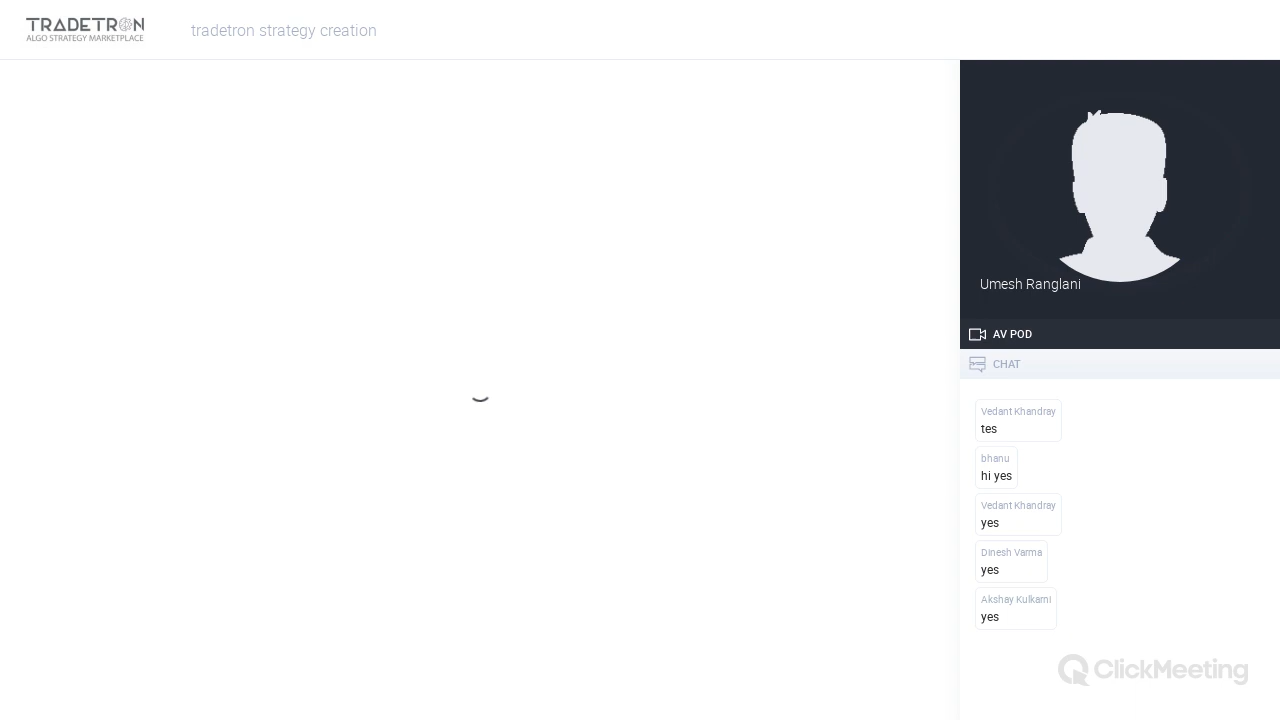 TRADETRON
ALGO STRATEGY MARKETPLACE
tradetron strategy creation
Umesh Ranglani
AV POD
CHAT
Vedant Khandray
tes
bhanu
hi yes
Vedant Khandray
yes
Dinesh Varma
yes
Akshay Kulkarni
yes
ClickMeeting